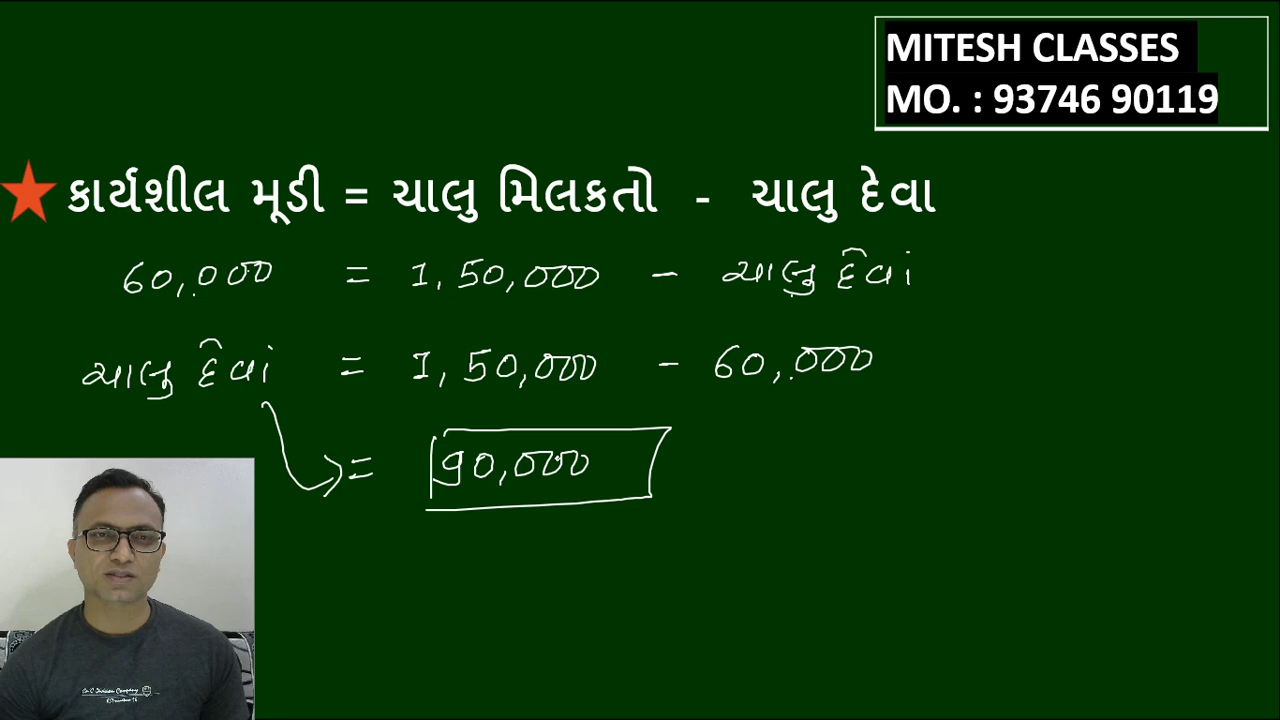 MITESH CLASSES
MO. : 93746 90119
કાર્યશીલ મૂડી = ચાલુ મિલકતો - ચાલુ દેવા
60,000 = 1,50,000 - ચાલુ દેવાં
ચાલુ દેવાં = 1,50,000 - 60,000
= 90,000